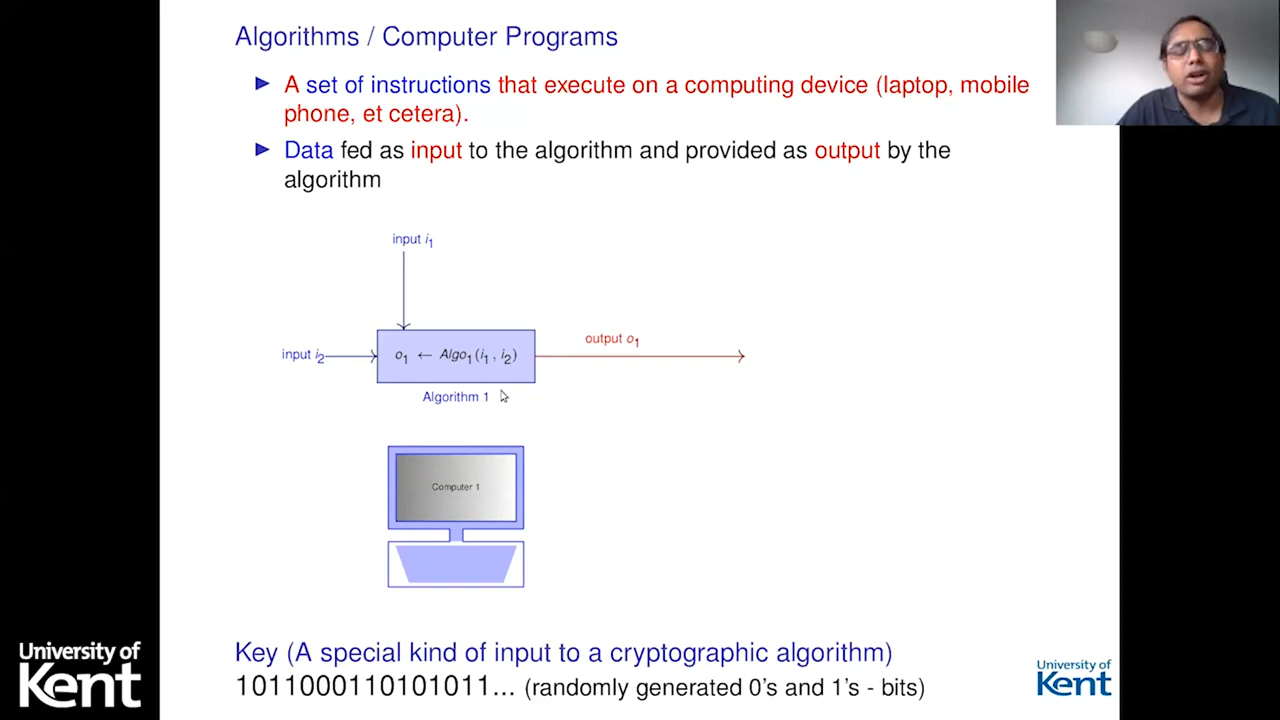 Algorithms / Computer Programs
A set of instructions that execute on a computing device (laptop, mobile
phone, et cetera).
Data fed as input to the algorithm and provided as output by the
algorithm
input i1
input i2
o1 ← Algo1(i1 , i2)
output o1
Algorithm 1
Computer 1
Key (A special kind of input to a cryptographic algorithm)
1011000110101011... (randomly generated 0's and 1's - bits)
University of
Kent
University of
Kent